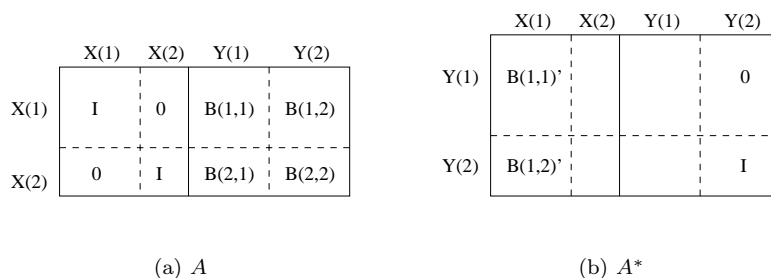 X(1) X(2) Y(1) Y(2)
X(1) I 0 B(1,1) B(1,2)
X(2) 0 I B(2,1) B(2,2)
(a) A
X(1) X(2) Y(1) Y(2)
Y(1) B(1,1)’ 0
Y(2) B(1,2)’ I
(b) A*